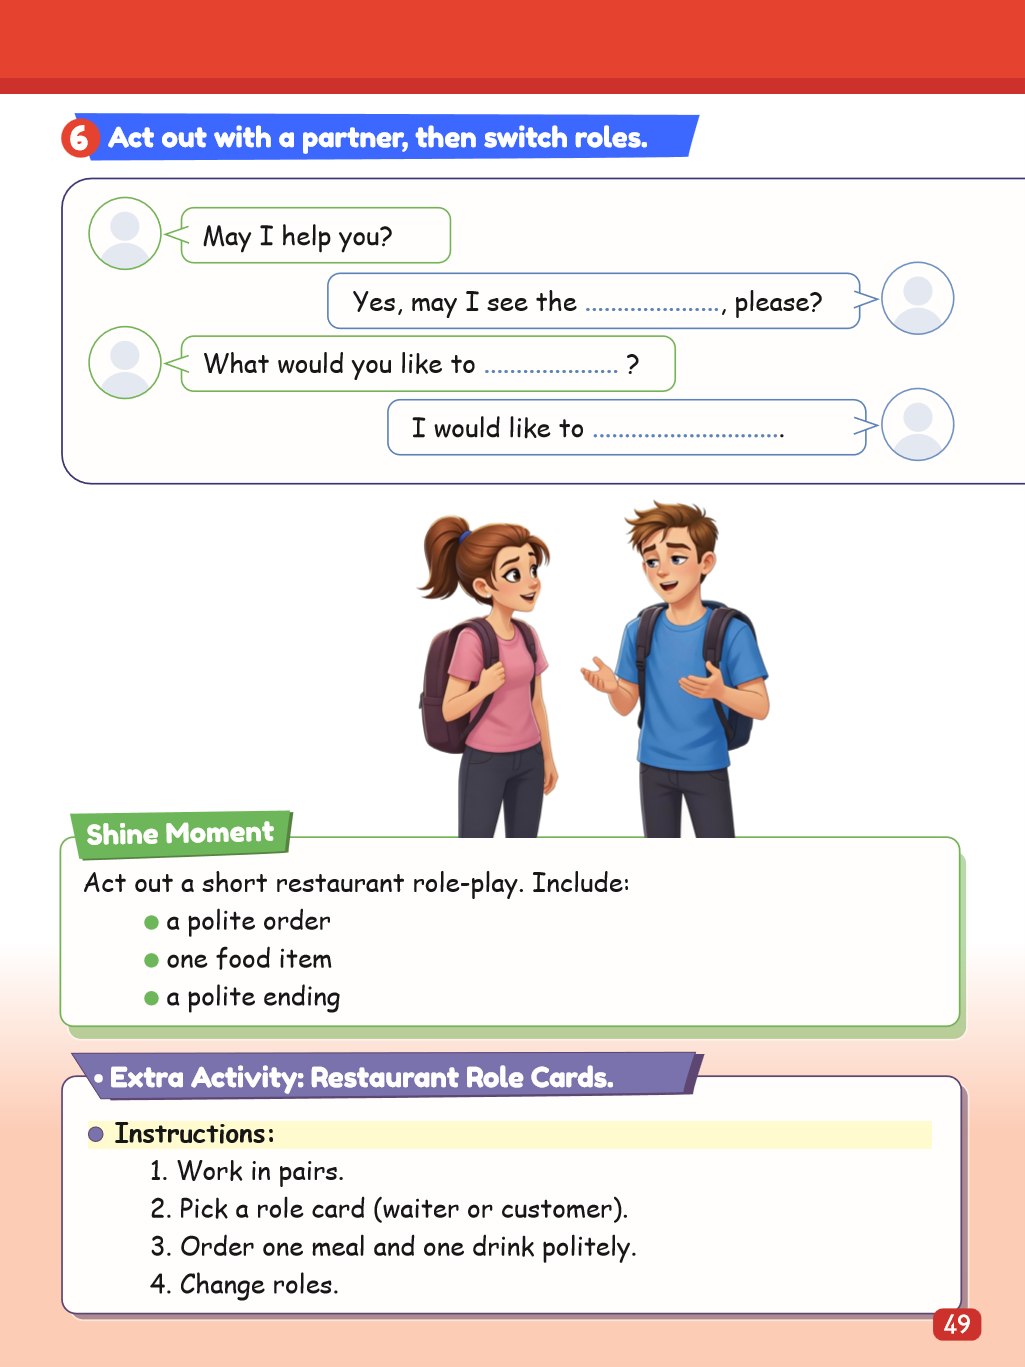 6 Act out with a partner, then switch roles.
May I help you?
Yes, may I see the ....................., please?
What would you like to ..................... ?
I would like to .............................
Shine Moment
Act out a short restaurant role-play. Include:
● a polite order
● one food item
● a polite ending
• Extra Activity: Restaurant Role Cards.
● Instructions:
1. Work in pairs.
2. Pick a role card (waiter or customer).
3. Order one meal and one drink politely.
4. Change roles.
49